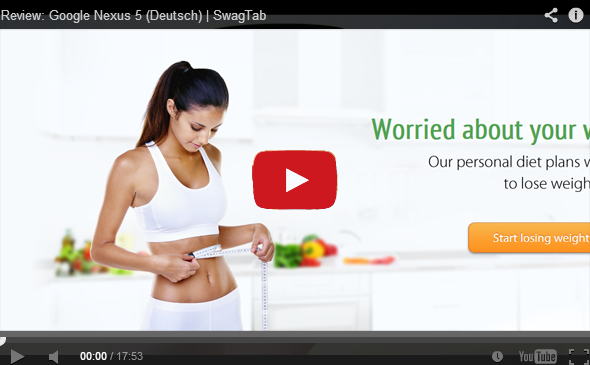 Review: Google Nexus 5 (Deutsch) | SwagTab
Worried about your w
Our personal diet plans w
to lose weigh
Start losing weight
00:00 / 17:53
YouTube